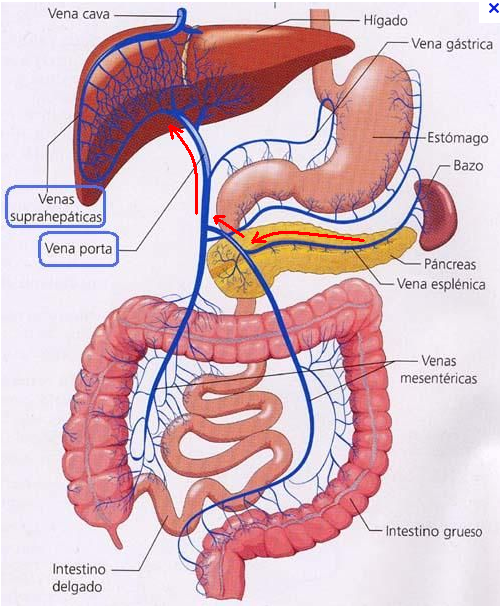 Vena cava
Hígado
Vena gástrica
Estómago
Bazo
Venas
suprahepáticas
Vena porta
Páncreas
Vena esplénica
Venas
mesentéricas
Intestino grueso
Intestino
delgado